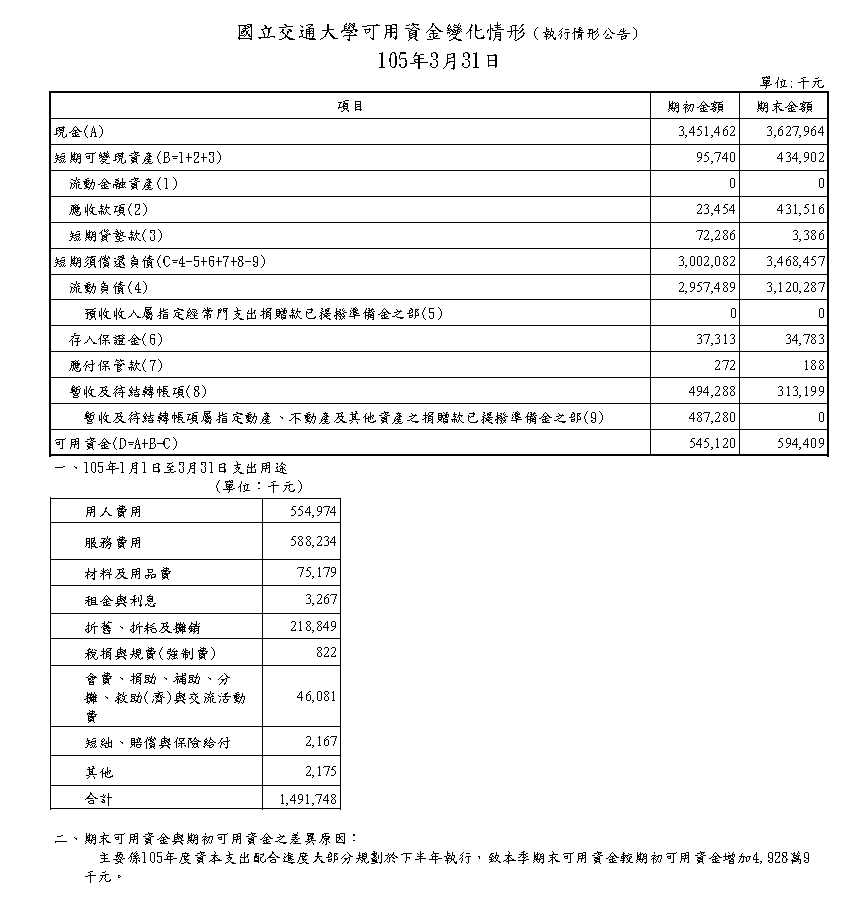 國立交通大學可用資金變化情形(執行情形公告)
105年3月31日
單位:千元
項目 期初金額 期末金額
現金(A) 3,451,462 3,627,964
短期可變現資產(B=1+2+3) 95,740 434,902
流動金融資產(1) 0 0
應收款項(2) 23,454 431,516
短期貸墊款(3) 72,286 3,386
短期須償還負債(C=4-5+6+7+8-9) 3,002,082 3,468,457
流動負債(4) 2,957,489 3,120,287
預收收入屬指定經常門支出捐贈款已提撥準備金之部(5) 0 0
存入保證金(6) 37,313 34,783
應付保管款(7) 272 188
暫收及待結轉帳項(8) 494,288 313,199
暫收及待結轉帳項屬指定動產、不動產及其他資產之捐贈款已提撥準備金之部(9) 487,280 0
可用資金(D=A+B-C) 545,120 594,409
一、105年1月1日至3月31日支出用途
(單位：千元)
用人費用 554,974
服務費用 588,234
材料及用品費 75,179
租金與利息 3,267
折舊、折耗及攤銷 218,849
稅捐與規費(強制費) 822
會費、捐助、補助、分
攤、救助(濟)與交流活動 46,081
費
短絀、賠償與保險給付 2,167
其他 2,175
合計 1,491,748
二、期末可用資金與期初可用資金之差異原因：
主要係105年度資本支出配合進度大部分規劃於下半年執行，致本季期末可用資金較期初可用資金增加4,928萬9
千元。